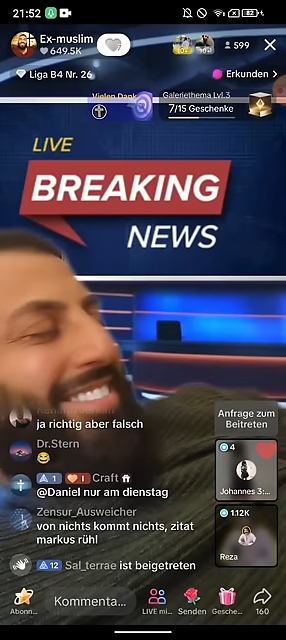 21:52
82
Ex-muslim
649.5K
599
Liga B4 Nr. 26
Erkunden >
Vielen Dank
Galeriethema Lvl.3
7/15 Geschenke
LIVE
BREAKING
NEWS
ja richtig aber falsch
Anfrage zum
Beitreten
Dr.Stern
😂
4
1 1 Craft
@Daniel nur am dienstag
Johannes 3:...
Zensur_Ausweicher
von nichts kommt nichts, zitat
markus rühl
1.12K
Reza
12 Sal_terrae ist beigetreten
Kommenta...
Abonn...
LIVE mi...
Senden
Gesche...
160